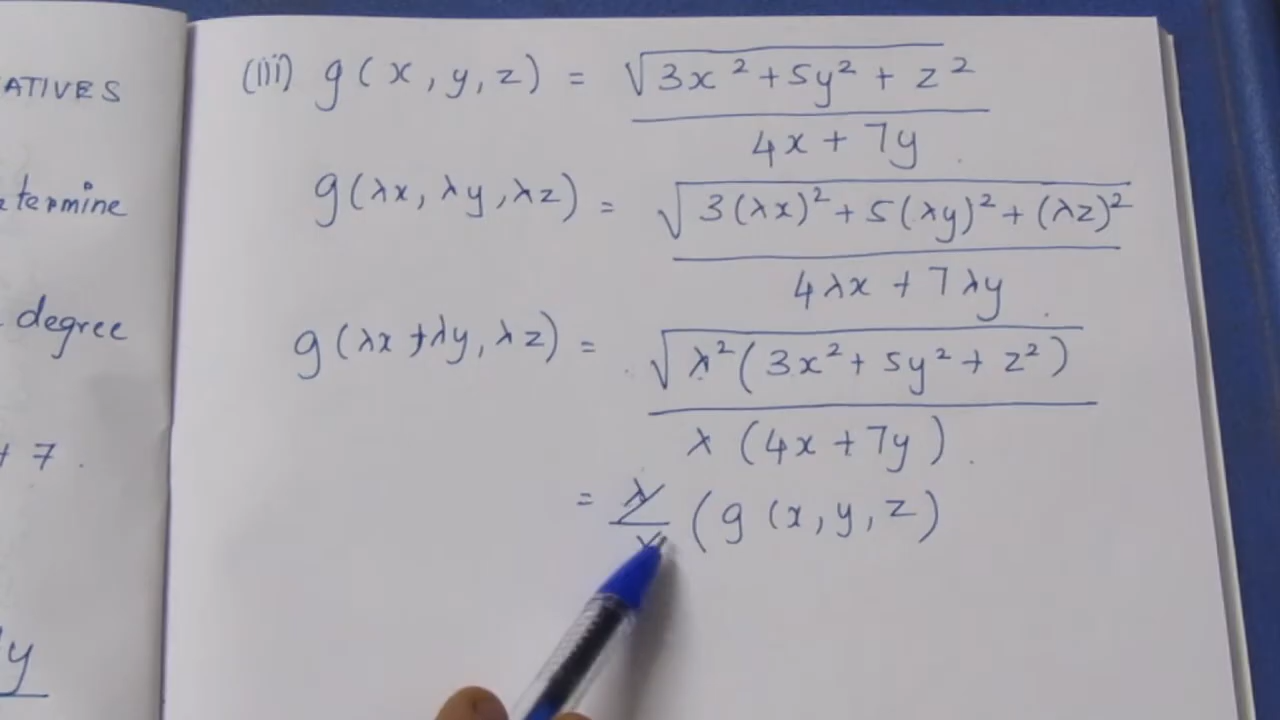 ATIVES
termine
degree
+ 7
y
(iii) g(x, y, z) = √3x² + 5y² + z²
4x + 7y
g(λx, λy, λz) = √3(λx)² + 5(λy)² + (λz)²
4λx + 7λy
g(λx + λy, λz) = √λ²(3x² + 5y² + z²)
λ(4x + 7y)
= λ/λ (g(x, y, z)